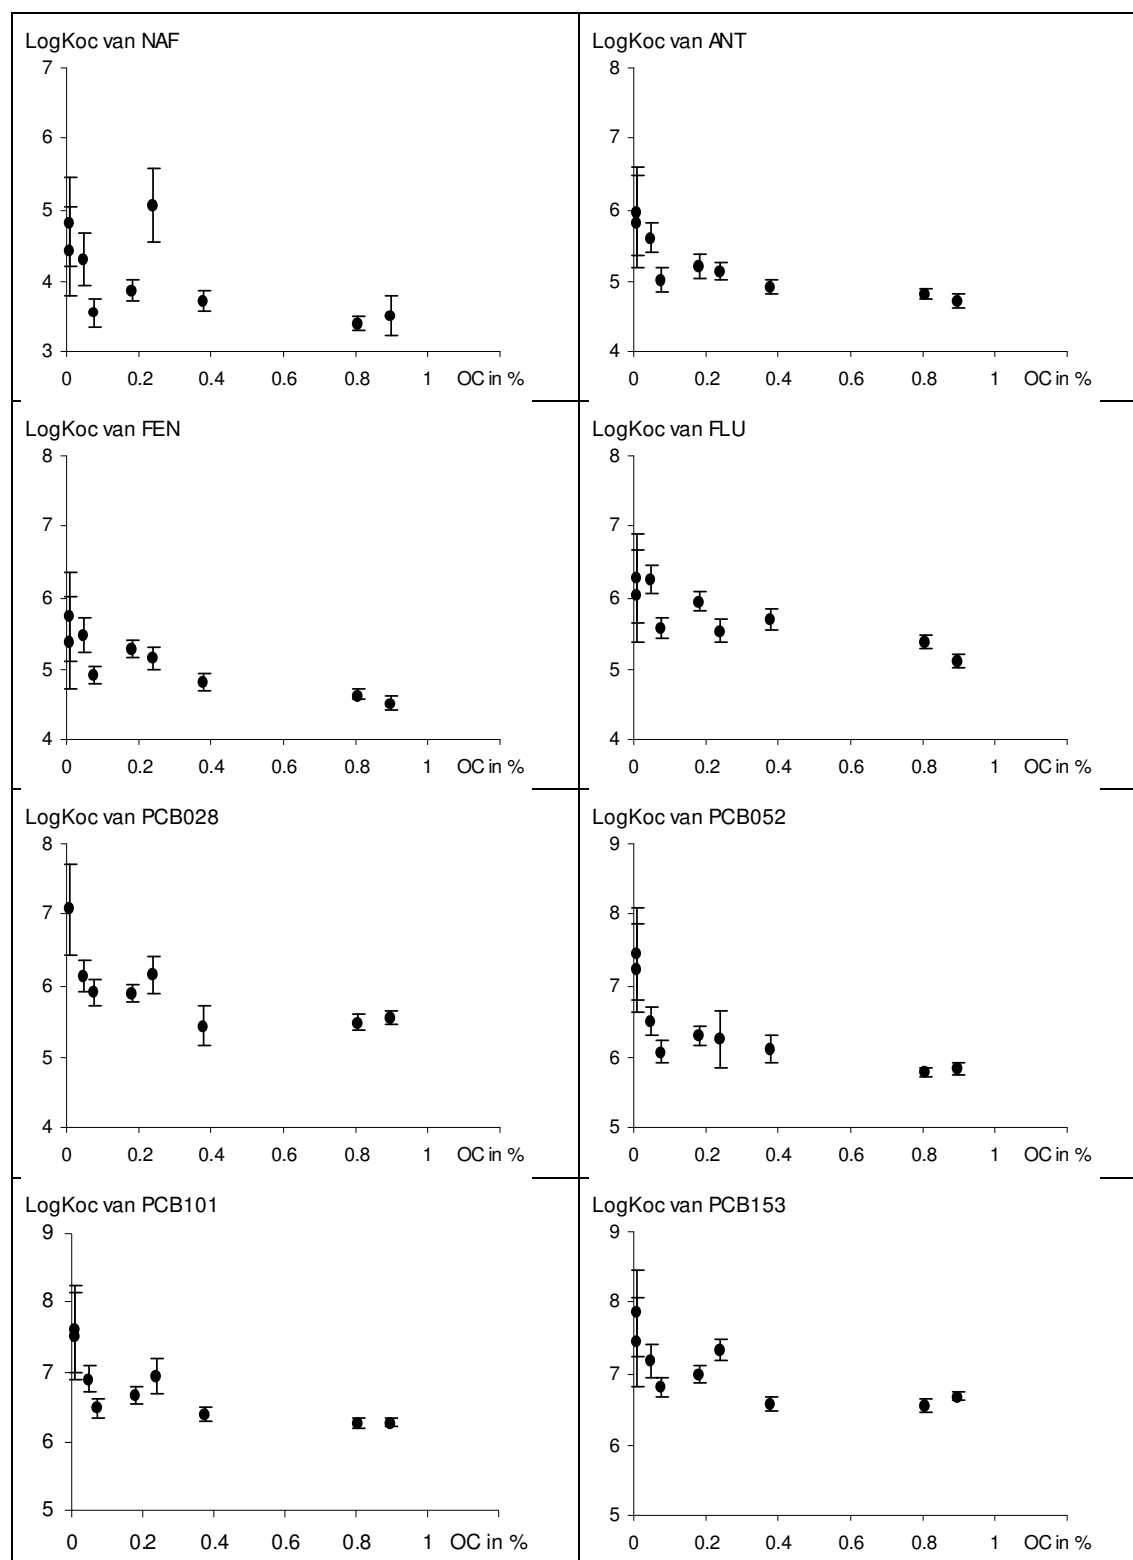 LogKoc van NAF
7
6
5
4
3
0 0.2 0.4 0.6 0.8 1 OC in %
LogKoc van ANT
8
7
6
5
4
0 0.2 0.4 0.6 0.8 1 OC in %
LogKoc van FEN
8
7
6
5
4
0 0.2 0.4 0.6 0.8 1 OC in %
LogKoc van FLU
8
7
6
5
4
0 0.2 0.4 0.6 0.8 1 OC in %
LogKoc van PCB028
8
7
6
5
4
0 0.2 0.4 0.6 0.8 1 OC in %
LogKoc van PCB052
9
8
7
6
5
0 0.2 0.4 0.6 0.8 1 OC in %
LogKoc van PCB101
9
8
7
6
5
0 0.2 0.4 0.6 0.8 1 OC in %
LogKoc van PCB153
9
8
7
6
5
0 0.2 0.4 0.6 0.8 1 OC in %